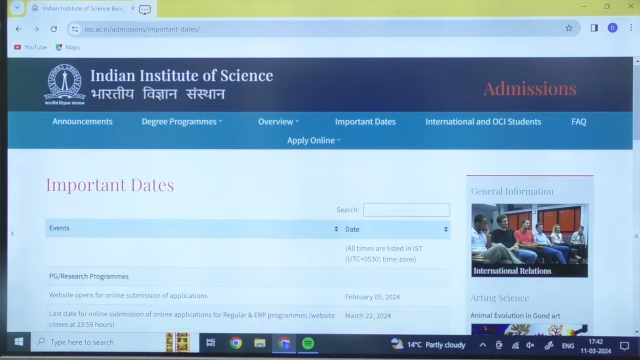 Indian Institute of Science Banc
iisc.ac.in/admissions/important-dates/
YouTube
Maps
Indian Institute of Science
भारतीय विज्ञान संस्थान
Admissions
Announcements
Degree Programmes
Overview
Important Dates
International and OCI Students
FAQ
Apply Online
Important Dates
Search:
Events
Date
(All times are listed in IST
(UTC+0530) time-zone)
PG/Research Programmes
Website opens for online submission of applications
February 05, 2024
Last date for online submission of online applications for Regular & ERP programmes (website
closes at 23:59 hours)
March 22, 2024
General Information
International Relations
Arting Science
Animal Evolution in Gond art
Type here to search
14°C Partly cloudy
ENG
17:42
11-03-2024